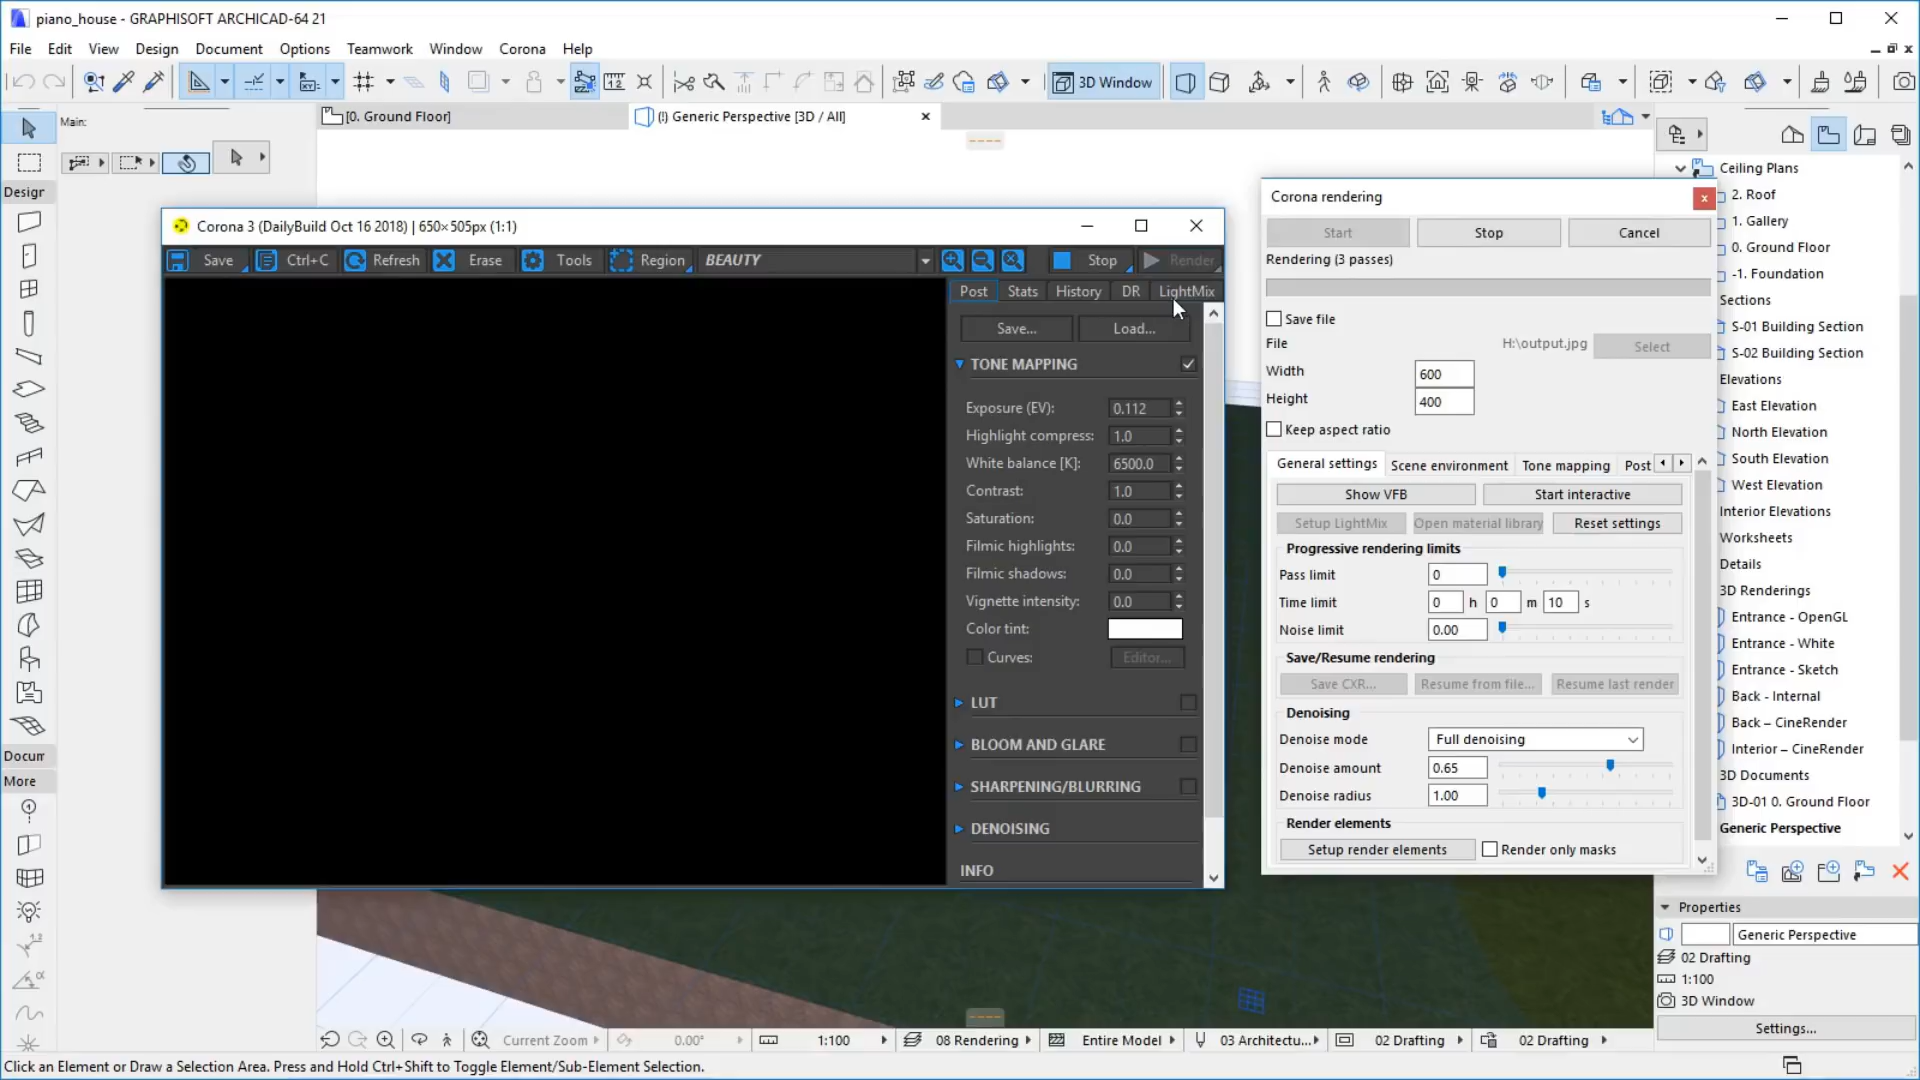 piano_house - GRAPHISOFT ARCHICAD-64 21
File Edit View Design Document Options Teamwork Window Corona Help
3D Window
[0. Ground Floor]
(!) Generic Perspective [3D / All]
Main:
Design
Docum
More
Corona 3 (DailyBuild Oct 16 2018) | 650×505px (1:1)
Save Ctrl+C Refresh Erase Tools Region BEAUTY Stop Render
Post Stats History DR LightMix
Save... Load...
TONE MAPPING
Exposure (EV): 0.112
Highlight compress: 1.0
White balance [K]: 6500.0
Contrast: 1.0
Saturation: 0.0
Filmic highlights: 0.0
Filmic shadows: 0.0
Vignette intensity: 0.0
Color tint:
Curves: Editor...
LUT
BLOOM AND GLARE
SHARPENING/BLURRING
DENOISING
INFO
Corona rendering
Start Stop Cancel
Rendering (3 passes)
Save file
File H:\output.jpg Select
Width 600
Height 400
Keep aspect ratio
General settings Scene environment Tone mapping Post
Show VFB Start interactive
Setup LightMix Open material library Reset settings
Progressive rendering limits
Pass limit 0
Time limit 0 h 0 m 10 s
Noise limit 0.00
Save/Resume rendering
Save CXR... Resume from file... Resume last render
Denoising
Denoise mode Full denoising
Denoise amount 0.65
Denoise radius 1.00
Render elements
Setup render elements Render only masks
Ceiling Plans
2. Roof
1. Gallery
0. Ground Floor
-1. Foundation
Sections
S-01 Building Section
S-02 Building Section
Elevations
East Elevation
North Elevation
South Elevation
West Elevation
Interior Elevations
Worksheets
Details
3D Renderings
Entrance - OpenGL
Entrance - White
Entrance - Sketch
Back - Internal
Back – CineRender
Interior – CineRender
3D Documents
3D-01 0. Ground Floor
Generic Perspective
Properties
Generic Perspective
02 Drafting
1:100
3D Window
Settings...
Current Zoom 0.00° 1:100 08 Rendering Entire Model 03 Architectu... 02 Drafting 02 Drafting
Click an Element or Draw a Selection Area. Press and Hold Ctrl+Shift to Toggle Element/Sub-Element Selection.